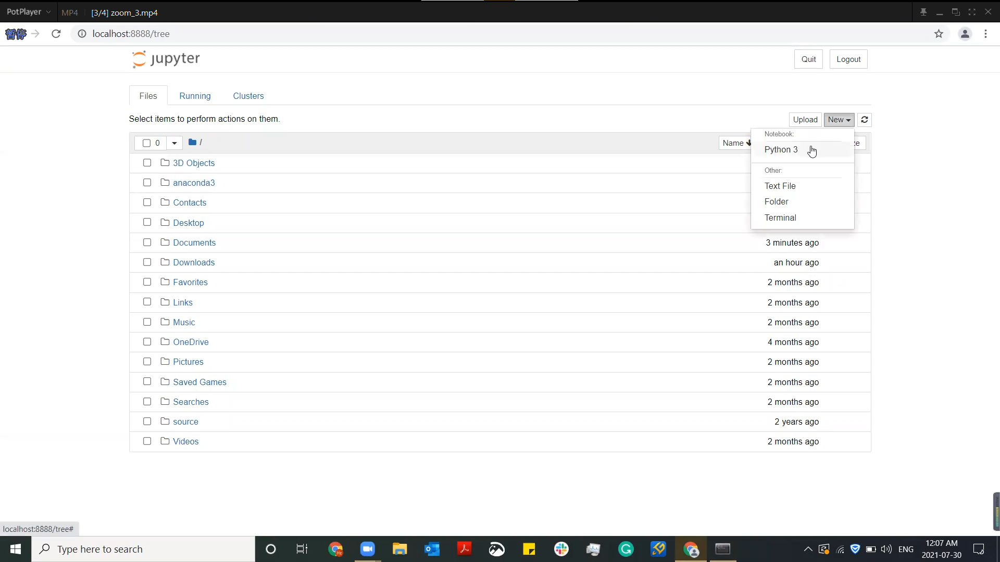 PotPlayer MP4 [3/4] zoom_3.mp4
暂停 localhost:8888/tree
jupyter Quit Logout
Files Running Clusters
Select items to perform actions on them. Upload New
0 / Name ze
Notebook:
Python 3
Other:
Text File
Folder
Terminal
3D Objects
anaconda3
Contacts
Desktop
Documents 3 minutes ago
Downloads an hour ago
Favorites 2 months ago
Links 2 months ago
Music 2 months ago
OneDrive 4 months ago
Pictures 2 months ago
Saved Games 2 months ago
Searches 2 months ago
source 2 years ago
Videos 2 months ago
localhost:8888/tree#
Type here to search ENG 12:07 AM
2021-07-30